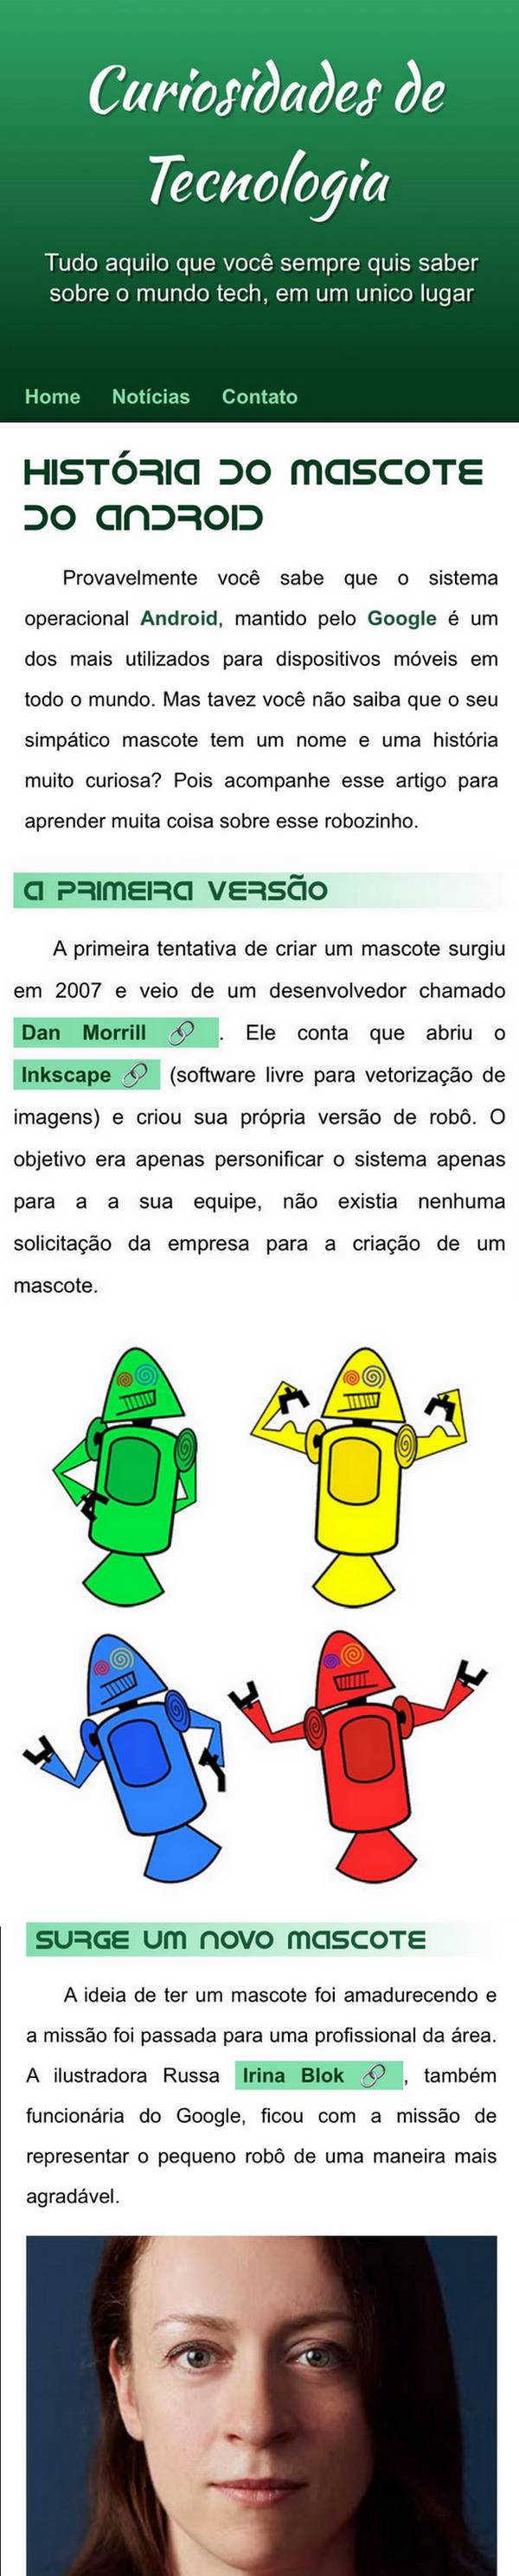 Curiosidades de
Tecnologia
Tudo aquilo que você sempre quis saber
sobre o mundo tech, em um unico lugar
Home Notícias Contato
HISTÓRIA DO MASCOTE
DO ANDROID
Provavelmente você sabe que o sistema
operacional Android, mantido pelo Google é um
dos mais utilizados para dispositivos móveis em
todo o mundo. Mas tavez você não saiba que o seu
simpático mascote tem um nome e uma história
muito curiosa? Pois acompanhe esse artigo para
aprender muita coisa sobre esse robozinho.
A PRIMEIRA VERSÃO
A primeira tentativa de criar um mascote surgiu
em 2007 e veio de um desenvolvedor chamado
Dan Morrill 🔗 . Ele conta que abriu o
Inkscape 🔗 (software livre para vetorização de
imagens) e criou sua própria versão de robô. O
objetivo era apenas personificar o sistema apenas
para a a sua equipe, não existia nenhuma
solicitação da empresa para a criação de um
mascote.
SURGE UM NOVO MASCOTE
A ideia de ter um mascote foi amadurecendo e
a missão foi passada para uma profissional da área.
A ilustradora Russa Irina Blok 🔗 , também
funcionária do Google, ficou com a missão de
representar o pequeno robô de uma maneira mais
agradável.